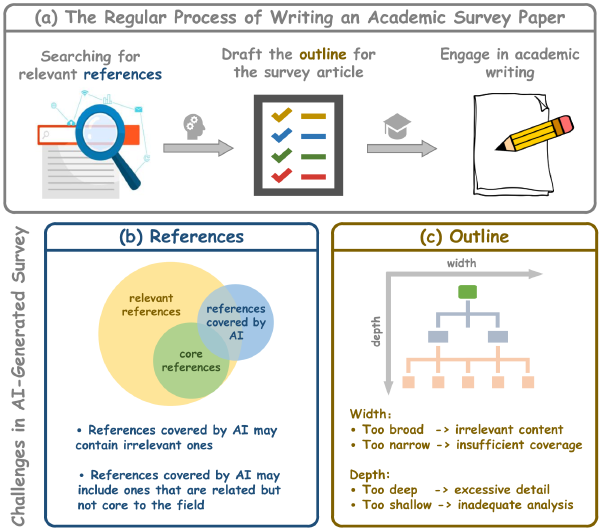 (a) The Regular Process of Writing an Academic Survey Paper
Searching for
relevant references
Draft the outline for
the survey article
Engage in academic
writing
Challenges in AI-Generated Survey
(b) References
relevant
references
references
covered by
AI
core
references
• References covered by AI may
contain irrelevant ones
• References covered by AI may
include ones that are related but
not core to the field
(c) Outline
width
depth
Width:
• Too broad -> irrelevant content
• Too narrow -> insufficient coverage
Depth:
• Too deep -> excessive detail
• Too shallow -> inadequate analysis